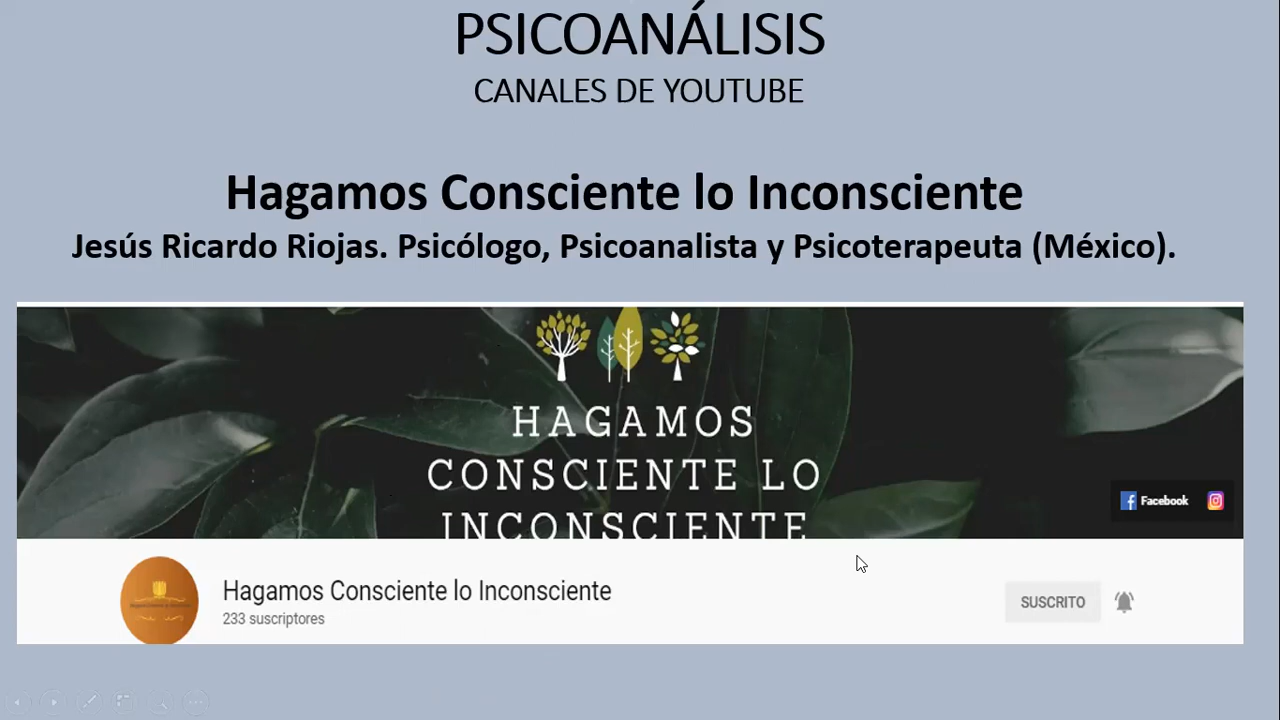 PSICOANÁLISIS
CANALES DE YOUTUBE
Hagamos Consciente lo Inconsciente
Jesús Ricardo Riojas. Psicólogo, Psicoanalista y Psicoterapeuta (México).
HAGAMOS
CONSCIENTE LO
INCONSCIENTE
Facebook
Hagamos Consciente lo Inconsciente
233 suscriptores
SUSCRITO